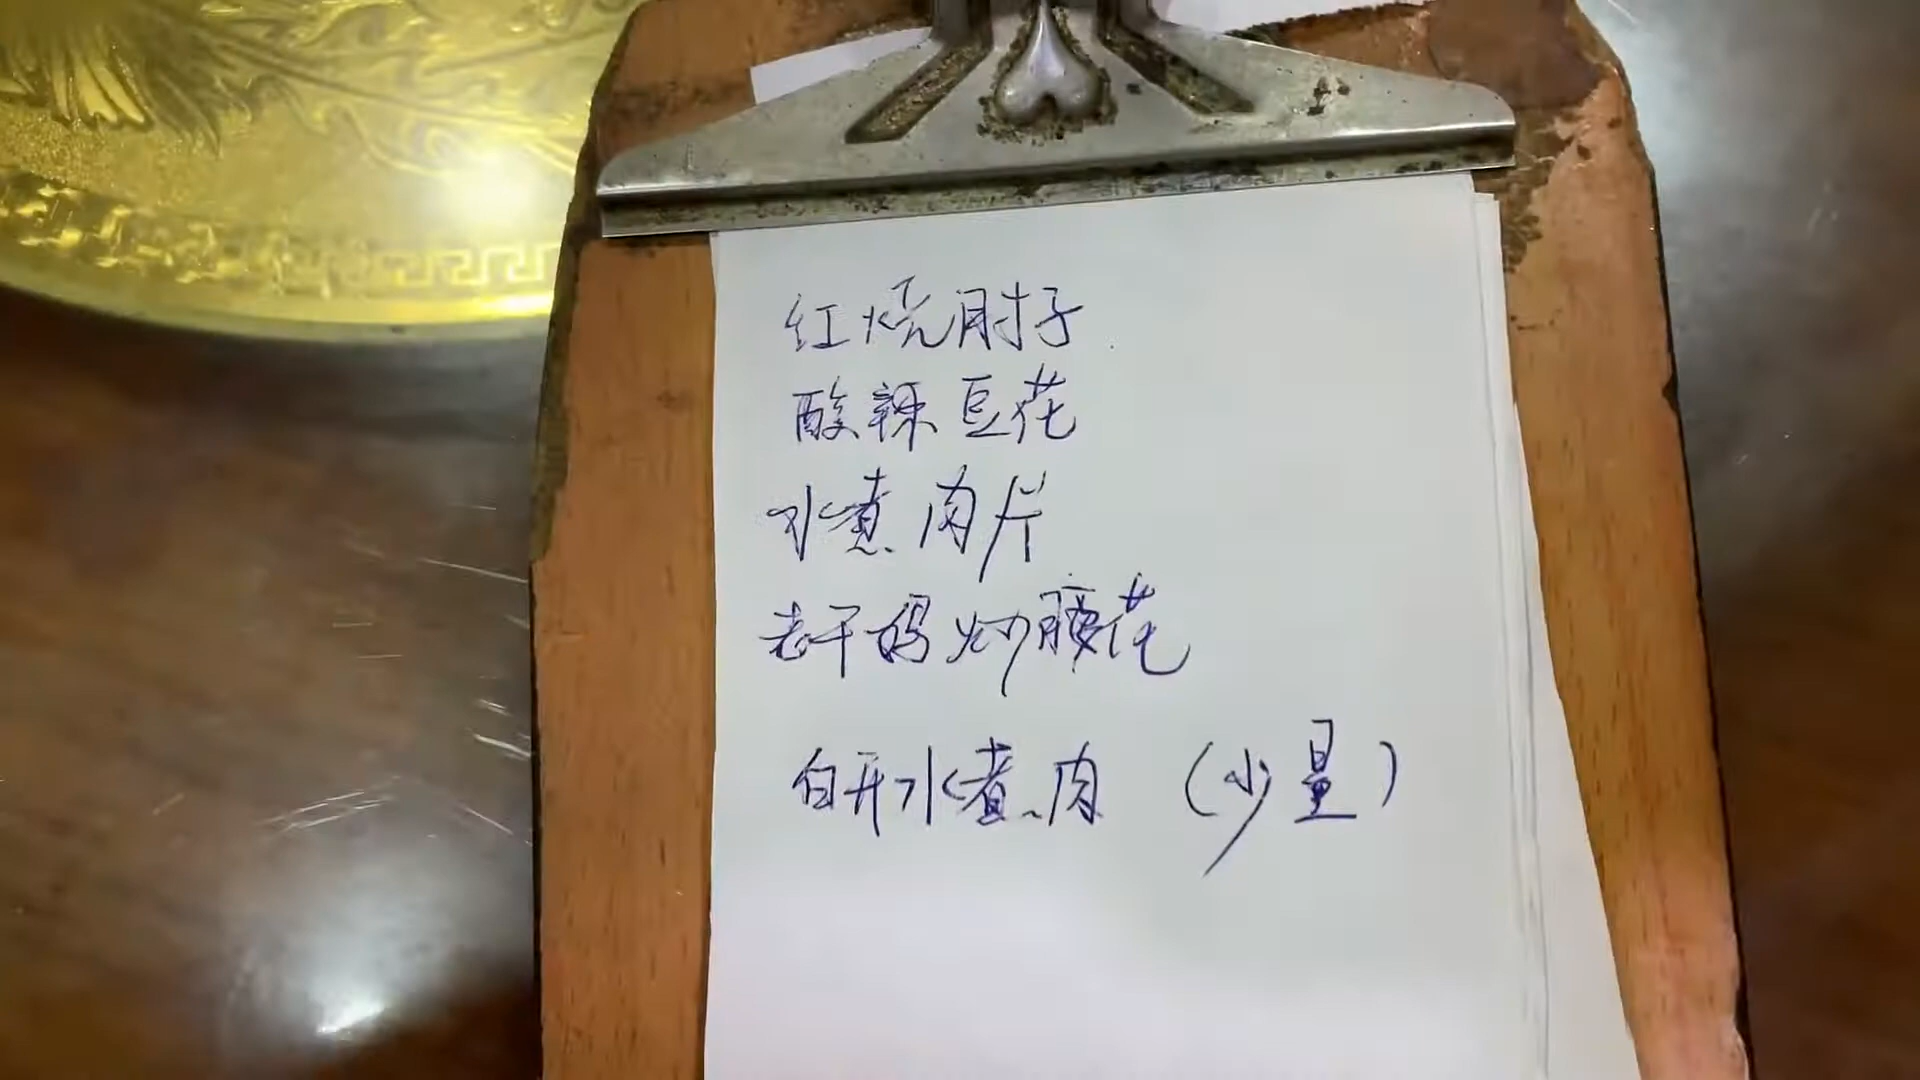 红烧肘子
酸辣豆花
水煮肉片
老干妈炒腰花
白开水煮肉（少量）